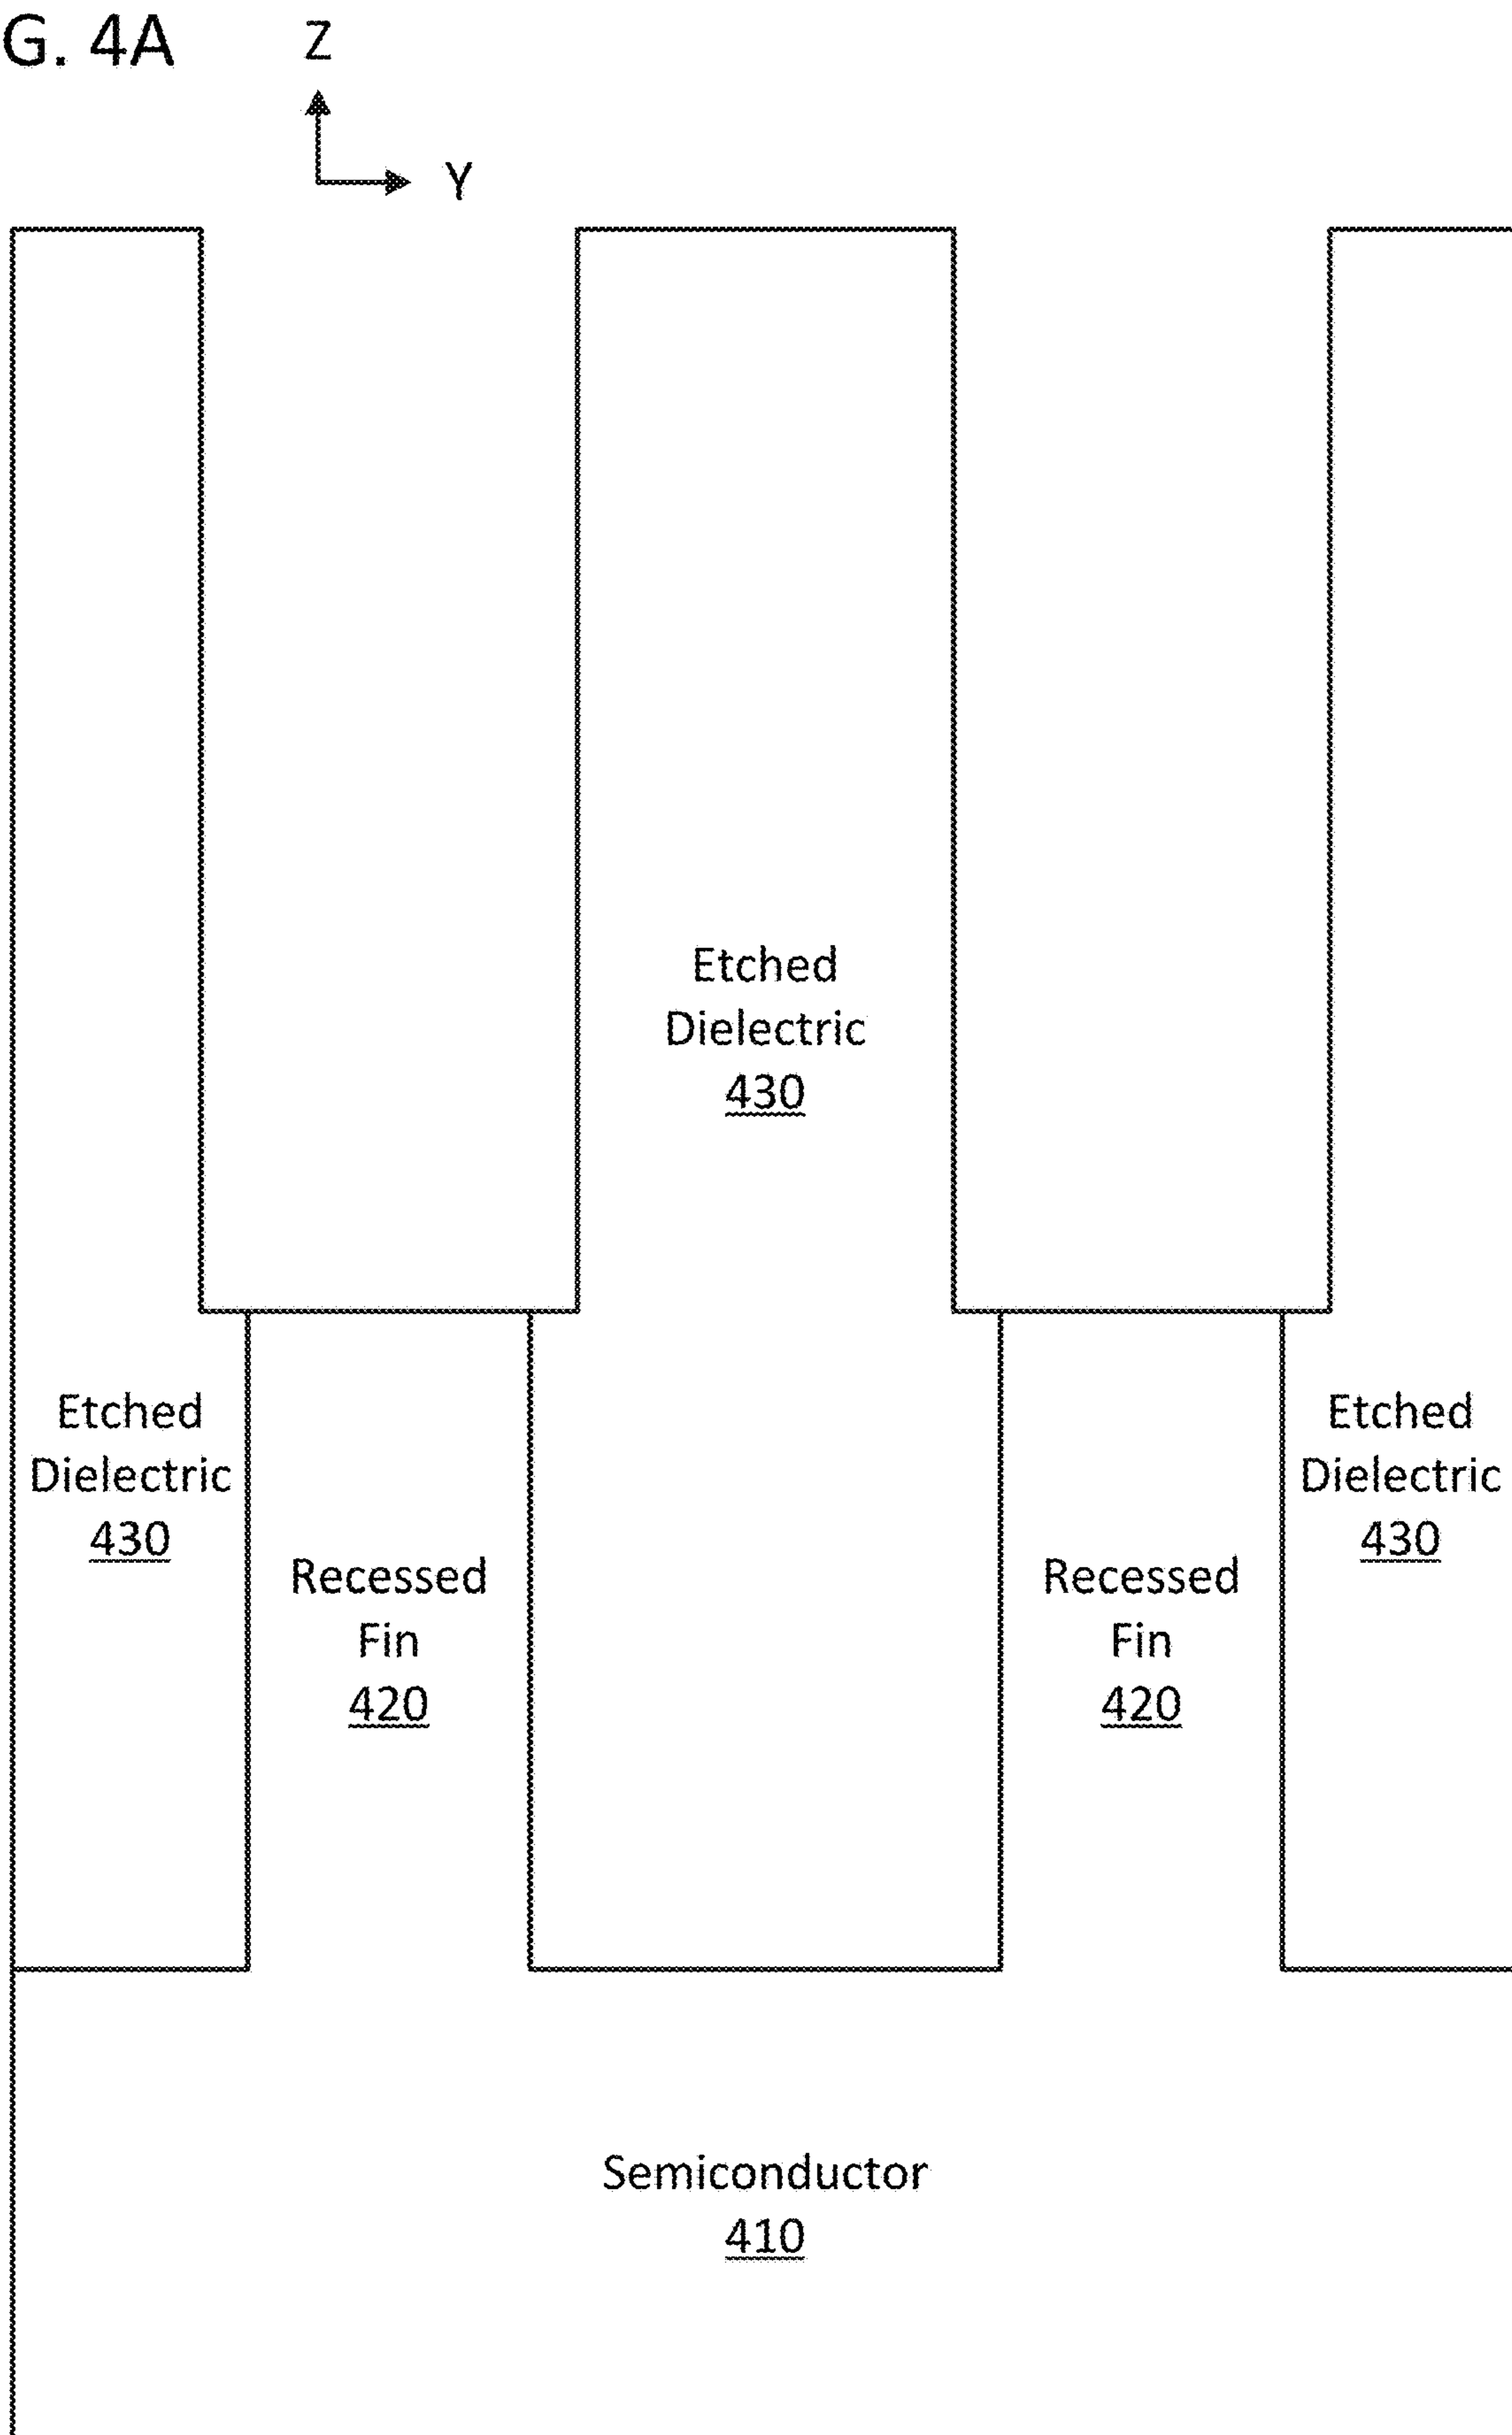 G. 4A
Z
Y
Etched
Dielectric
430
Etched
Dielectric
430
Etched
Dielectric
430
Recessed
Fin
420
Recessed
Fin
420
Semiconductor
410